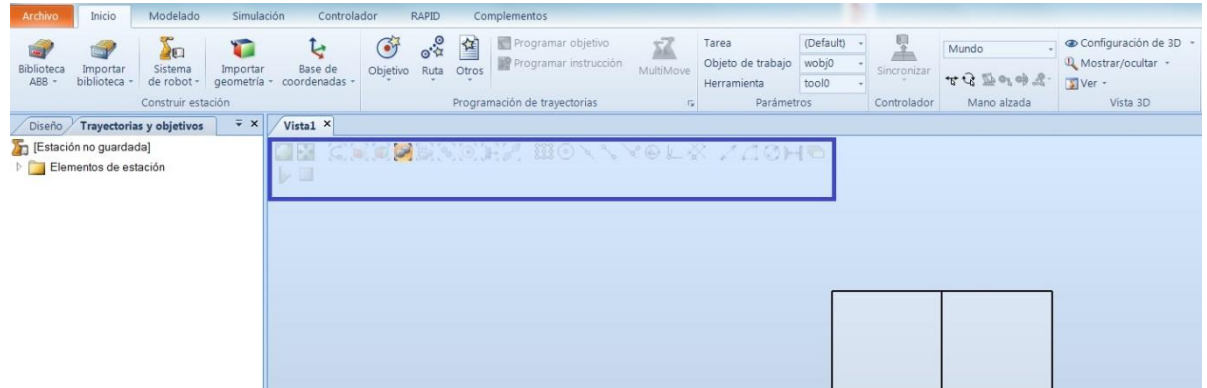 Archivo Inicio Modelado Simulación Controlador RAPID Complementos
Biblioteca ABB
Importar biblioteca
Sistema de robot
Importar geometría
Base de coordenadas
Construir estación
Objetivo
Ruta
Otros
Programar objetivo
Programar instrucción
MultiMove
Programación de trayectorias
Tarea (Default)
Objeto de trabajo wobj0
Herramienta tool0
Parámetros
Sincronizar
Controlador
Mundo
Mano alzada
Configuración de 3D
Mostrar/ocultar
Ver
Vista 3D
Diseño Trayectorias y objetivos
Vista1
[Estación no guardada]
Elementos de estación